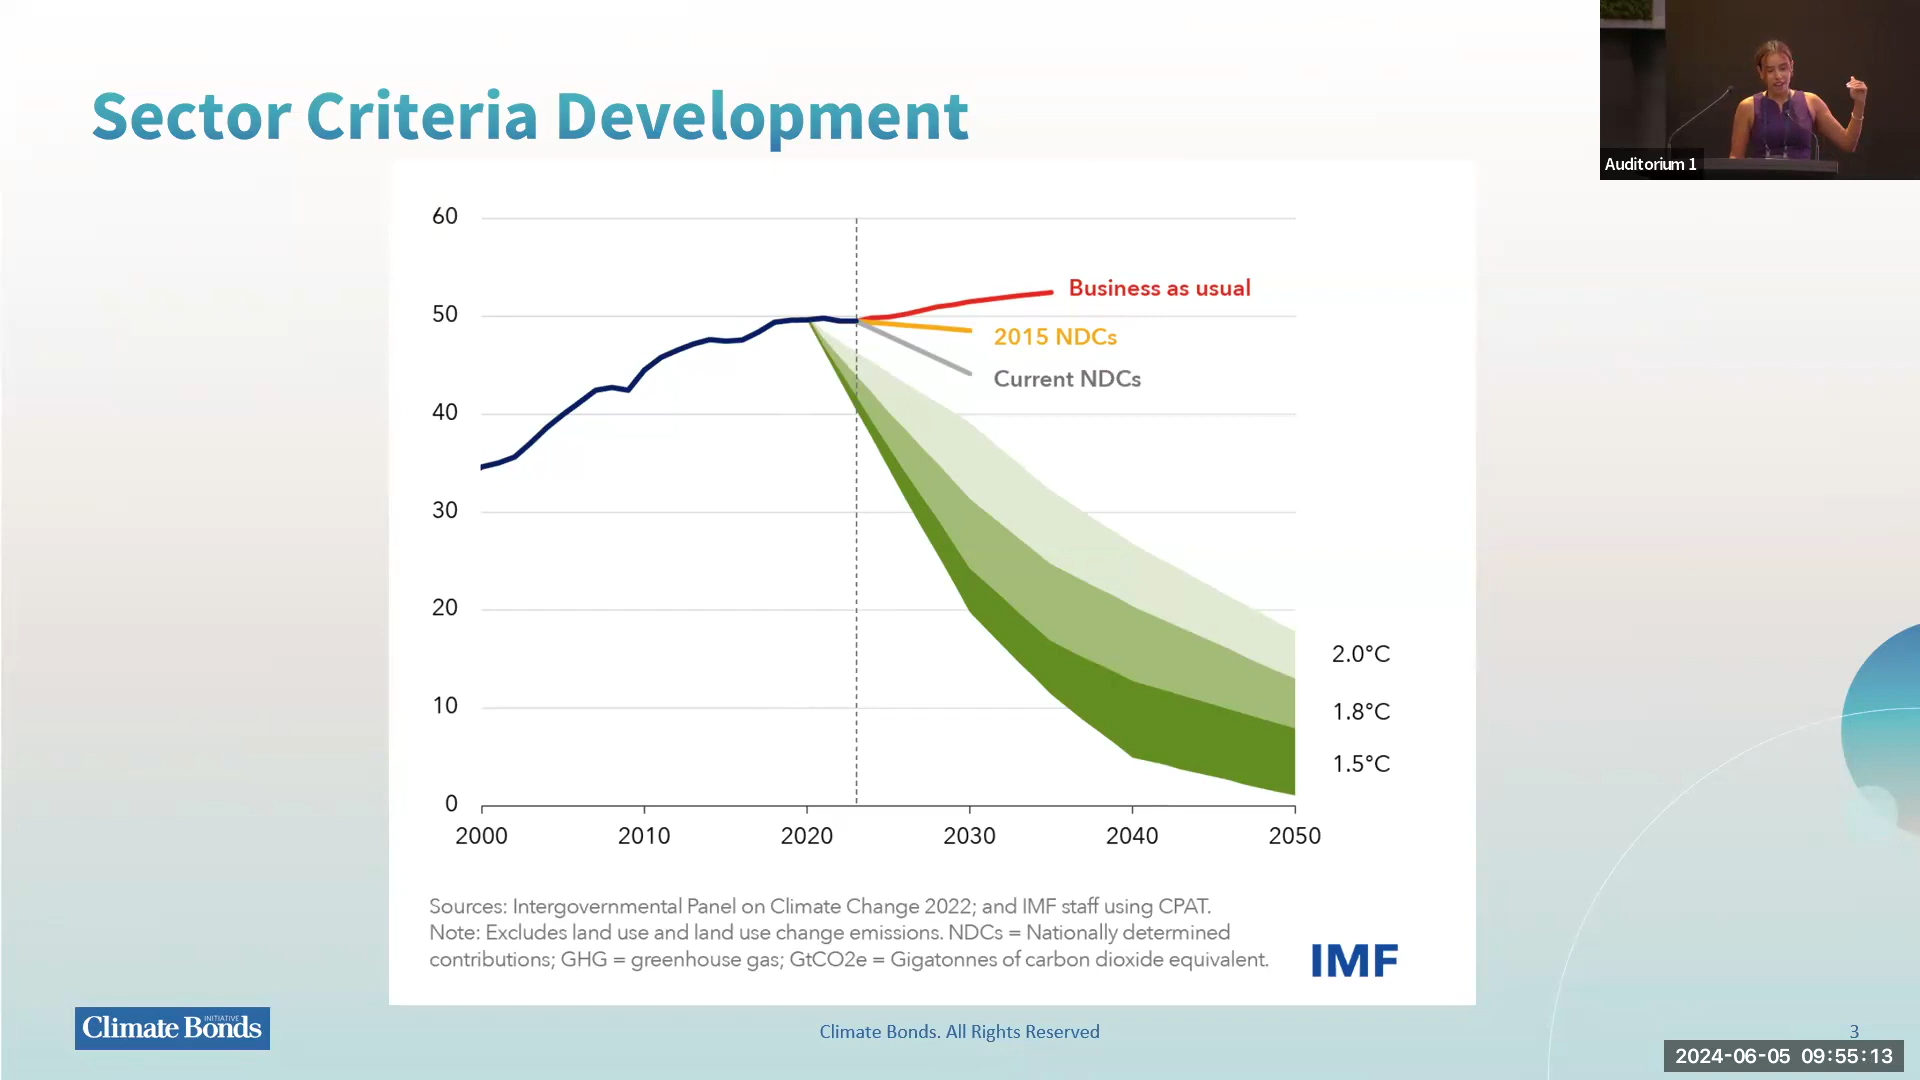 Sector Criteria Development
Auditorium 1
60
50
40
30
20
10
0
Business as usual
2015 NDCs
Current NDCs
2.0°C
1.8°C
1.5°C
2000 2010 2020 2030 2040 2050
Sources: Intergovernmental Panel on Climate Change 2022; and IMF staff using CPAT.
Note: Excludes land use and land use change emissions. NDCs = Nationally determined
contributions; GHG = greenhouse gas; GtCO2e = Gigatonnes of carbon dioxide equivalent.
IMF
Climate Bonds
INITIATIVE
Climate Bonds. All Rights Reserved
3
2024-06-05 09:55:13